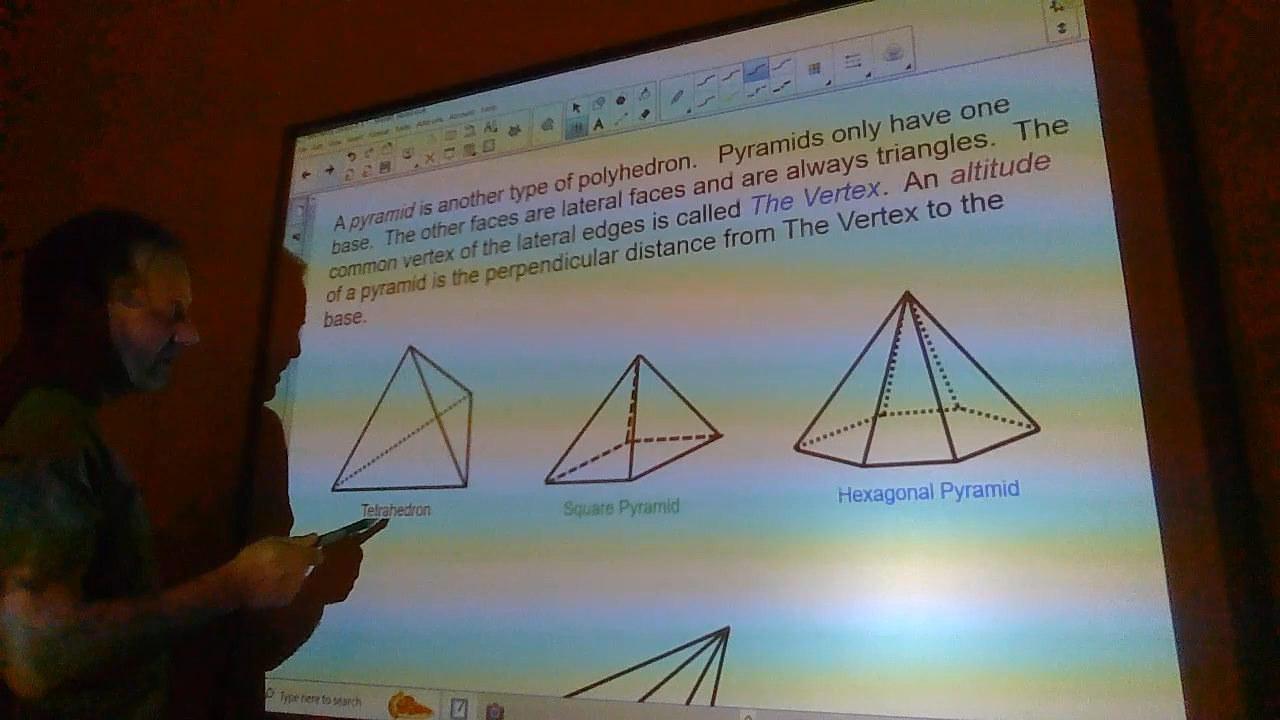 A pyramid is another type of polyhedron. Pyramids only have one
base. The other faces are lateral faces and are always triangles. The
common vertex of the lateral edges is called The Vertex. An altitude
of a pyramid is the perpendicular distance from The Vertex to the
base.
Tetrahedron
Square Pyramid
Hexagonal Pyramid
Type here to search